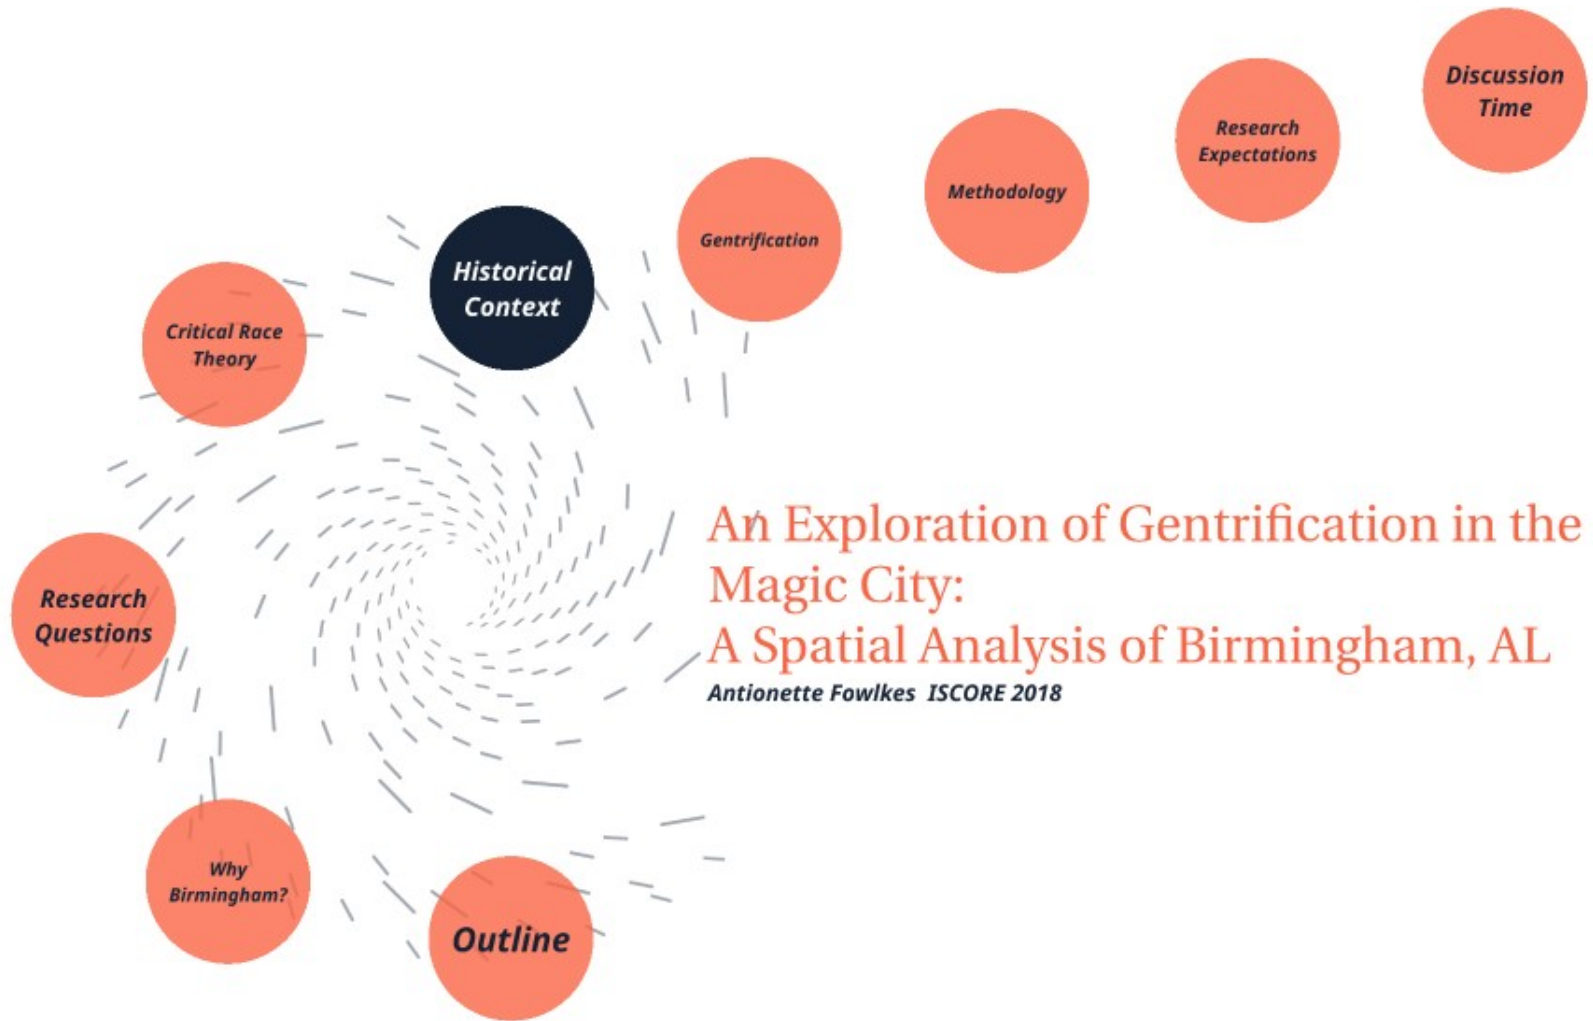 Discussion
Time
Research
Expectations
Methodology
Gentrification
Historical
Context
Critical Race
Theory
Research
Questions
Why
Birmingham?
Outline
An Exploration of Gentrification in the
Magic City:
A Spatial Analysis of Birmingham, AL
Antionette Fowlkes ISCORE 2018